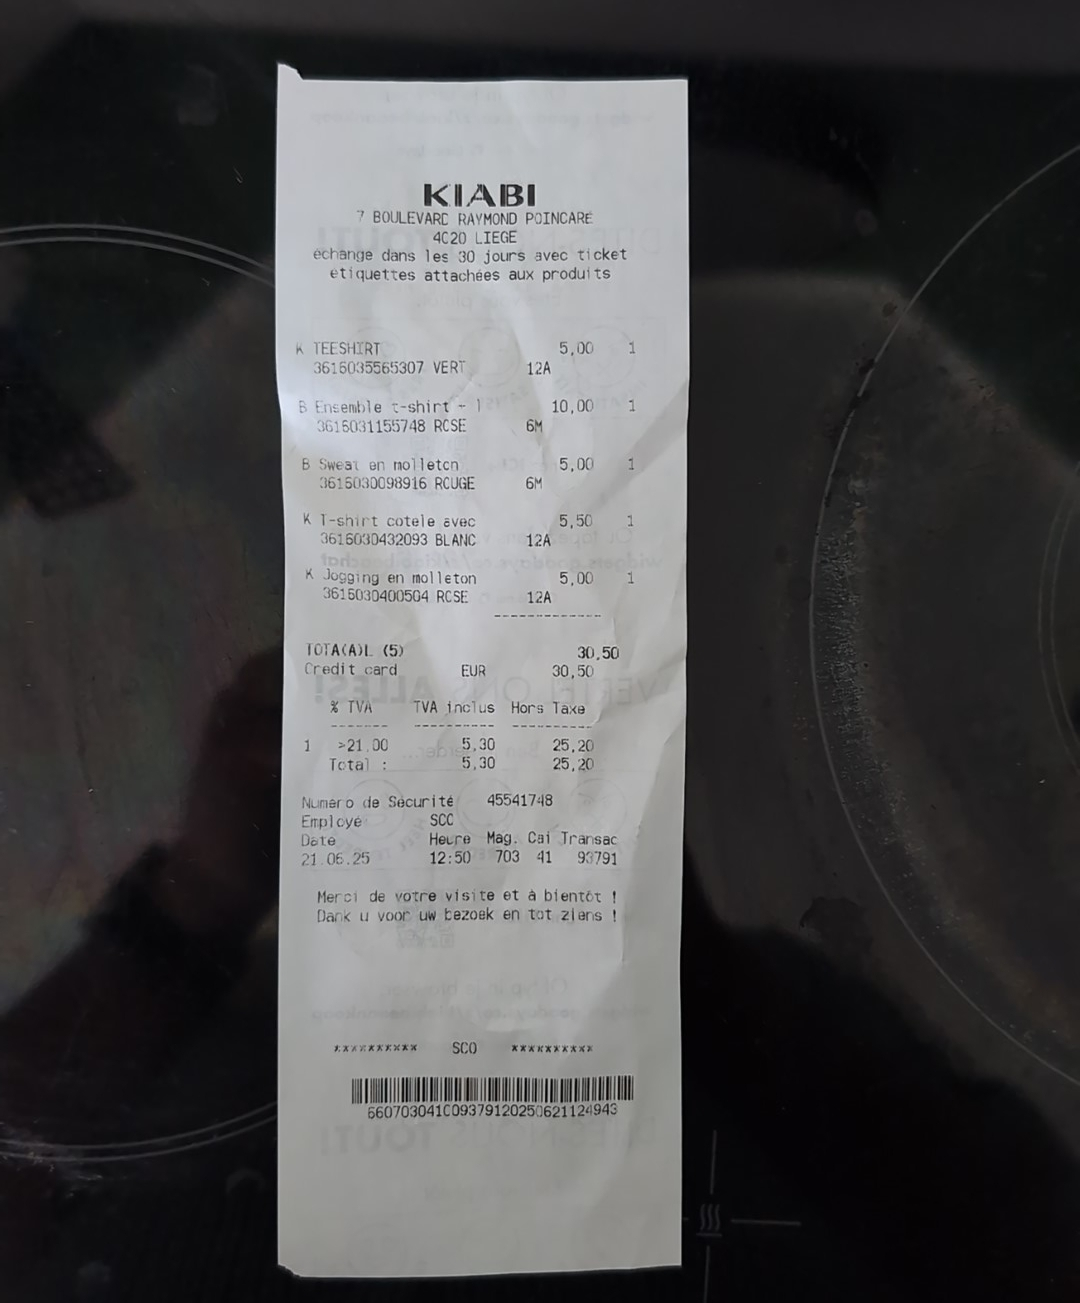 KIABI
7 BOULEVARD RAYMOND POINCARÉ
4020 LIEGE
échange dans les 30 jours avec ticket
étiquettes attachées aux produits
K TEESHIRT 5,00 1
3616035565307 VERT 12A
B Ensemble t-shirt + l 10,00 1
3616031155748 ROSE 6M
B Sweat en molleton 5,00 1
3616030098916 ROUGE 6M
K T-shirt cotele avec 5,50 1
3616030432093 BLANC 12A
K Jogging en molleton 5,00 1
3616030400504 ROSE 12A
------------
TOTA(A)L (5) 30,50
Credit card EUR 30,50
% TVA TVA inclus Hors Taxe
------- ---------- ----------
1 >21,00 5,30 25,20
Total : 5,30 25,20
Numéro de Sécurité 45541748
Employé SCO
Date Heure Mag. Cai Transac
21.06.25 12:50 703 41 93791
Merci de votre visite et à bientôt !
Dank u voor uw bezoek en tot ziens !
********** SCO **********
660703041009379120250621124943